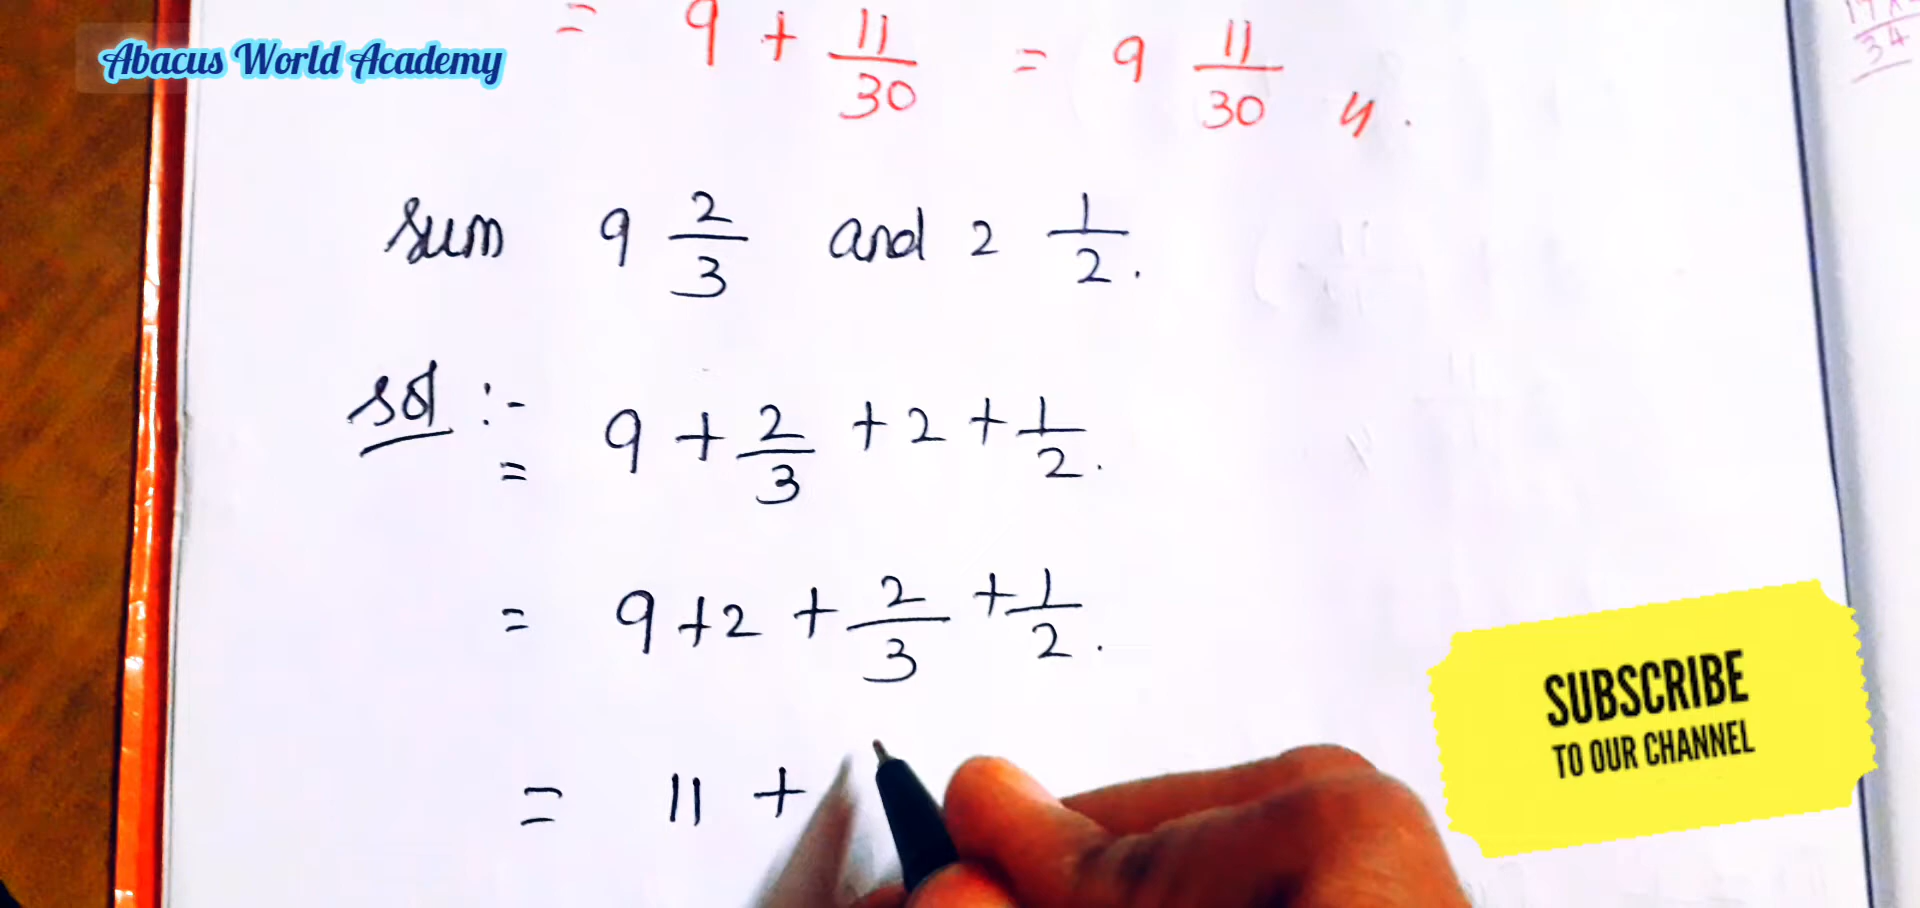 Abacus World Academy
= 9 + 11/30 = 9 11/30 //.
sum 9 2/3 and 2 1/2.
sol :-
= 9 + 2/3 + 2 + 1/2.
= 9 + 2 + 2/3 + 1/2.
= 11 +
SUBSCRIBE
TO OUR CHANNEL